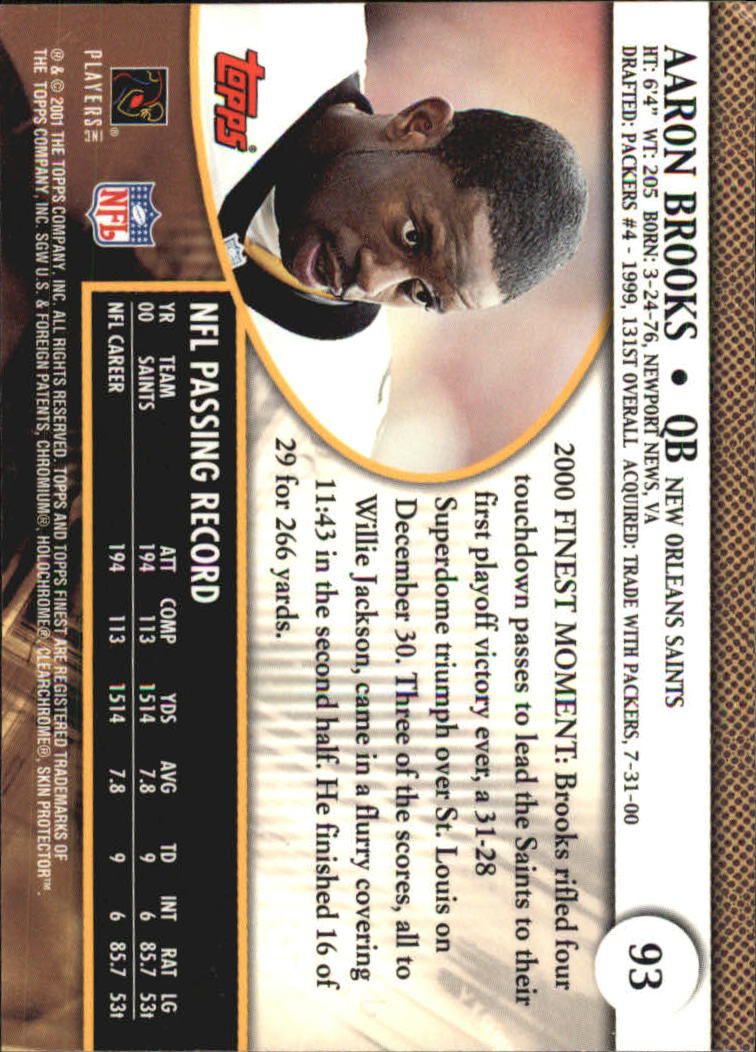 AARON BROOKS • QB NEW ORLEANS SAINTS
HT: 6'4" WT: 205 BORN: 3-24-76, NEWPORT NEWS, VA
DRAFTED: PACKERS #4 - 1999, 131ST OVERALL ACQUIRED: TRADE WITH PACKERS, 7-31-00
93
2000 FINEST MOMENT: Brooks rifled four
touchdown passes to lead the Saints to their
first playoff victory ever, a 31-28
Superdome triumph over St. Louis on
December 30. Three of the scores, all to
Willie Jackson, came in a flurry covering
11:43 in the second half. He finished 16 of
29 for 266 yards.
topps®
NFL PASSING RECORD
YR TEAM ATT COMP YDS AVG TD INT RAT LG
00 SAINTS 194 113 1514 7.8 9 6 85.7 53t
NFL CAREER 194 113 1514 7.8 9 6 85.7 53t
PLAYERS INC
NFL
® & © 2001 THE TOPPS COMPANY, INC. ALL RIGHTS RESERVED. TOPPS AND TOPPS FINEST ARE REGISTERED TRADEMARKS OF
THE TOPPS COMPANY, INC. SGW U.S. & FOREIGN PATENTS, CHROMIUM®, HOLOCHROME®, CLEARCHROME®, SKIN PROTECTOR™.